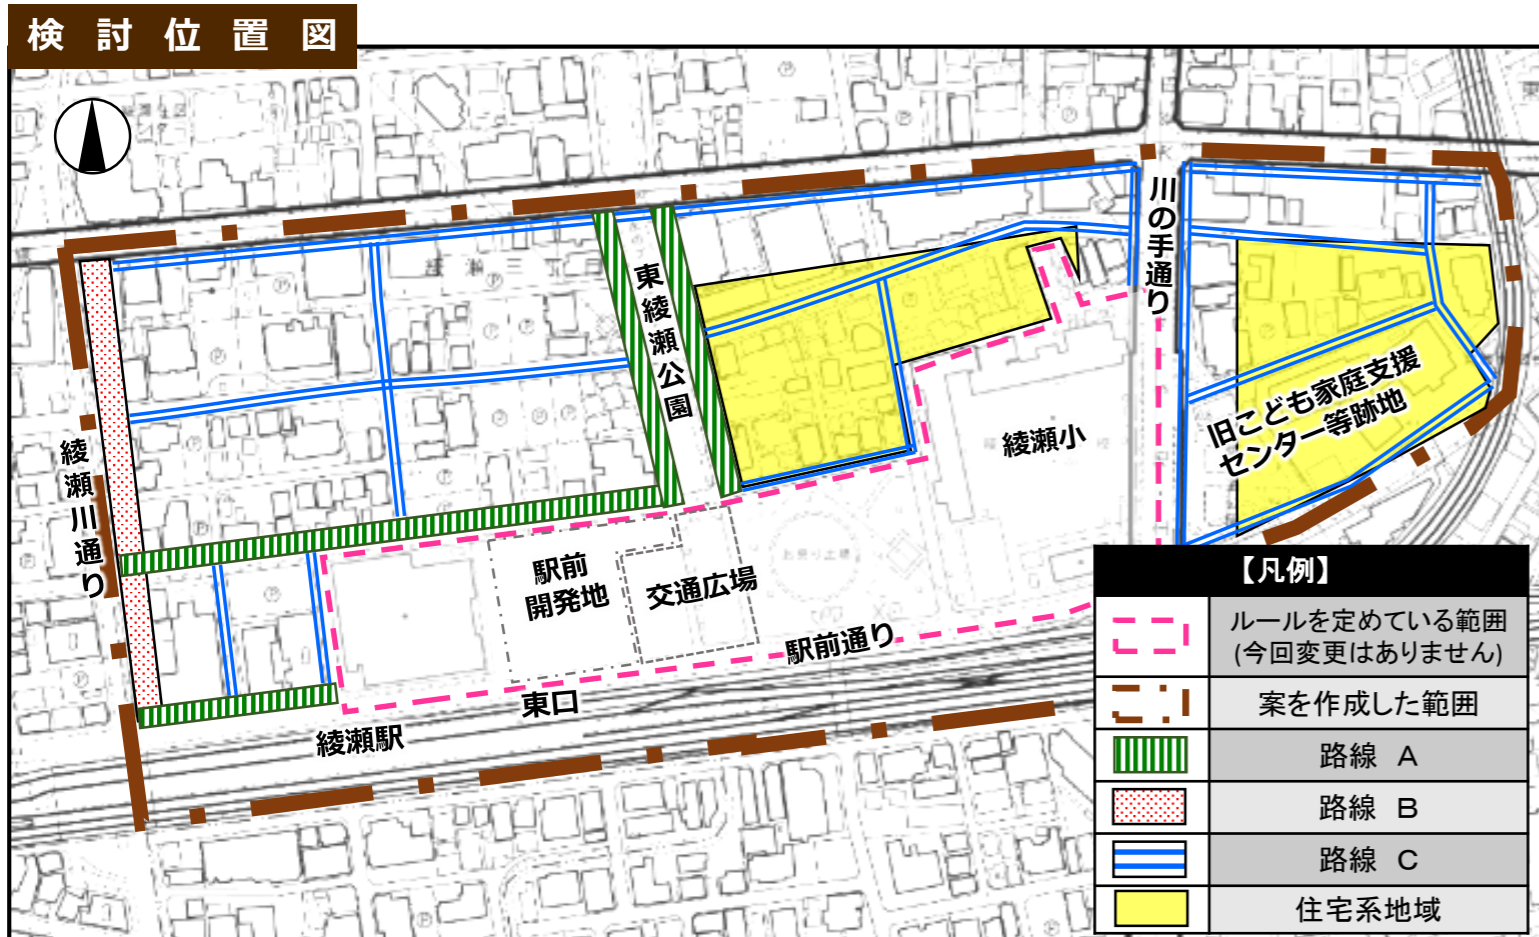 検討位置図
川の手通り
東綾瀬公園
綾瀬川通り
綾瀬小
旧こども家庭支援
センター等跡地
駅前
開発地
交通広場
駅前通り
東口
綾瀬駅
【凡例】
ルールを定めている範囲
(今回変更はありません)
案を作成した範囲
路線 A
路線 B
路線 C
住宅系地域